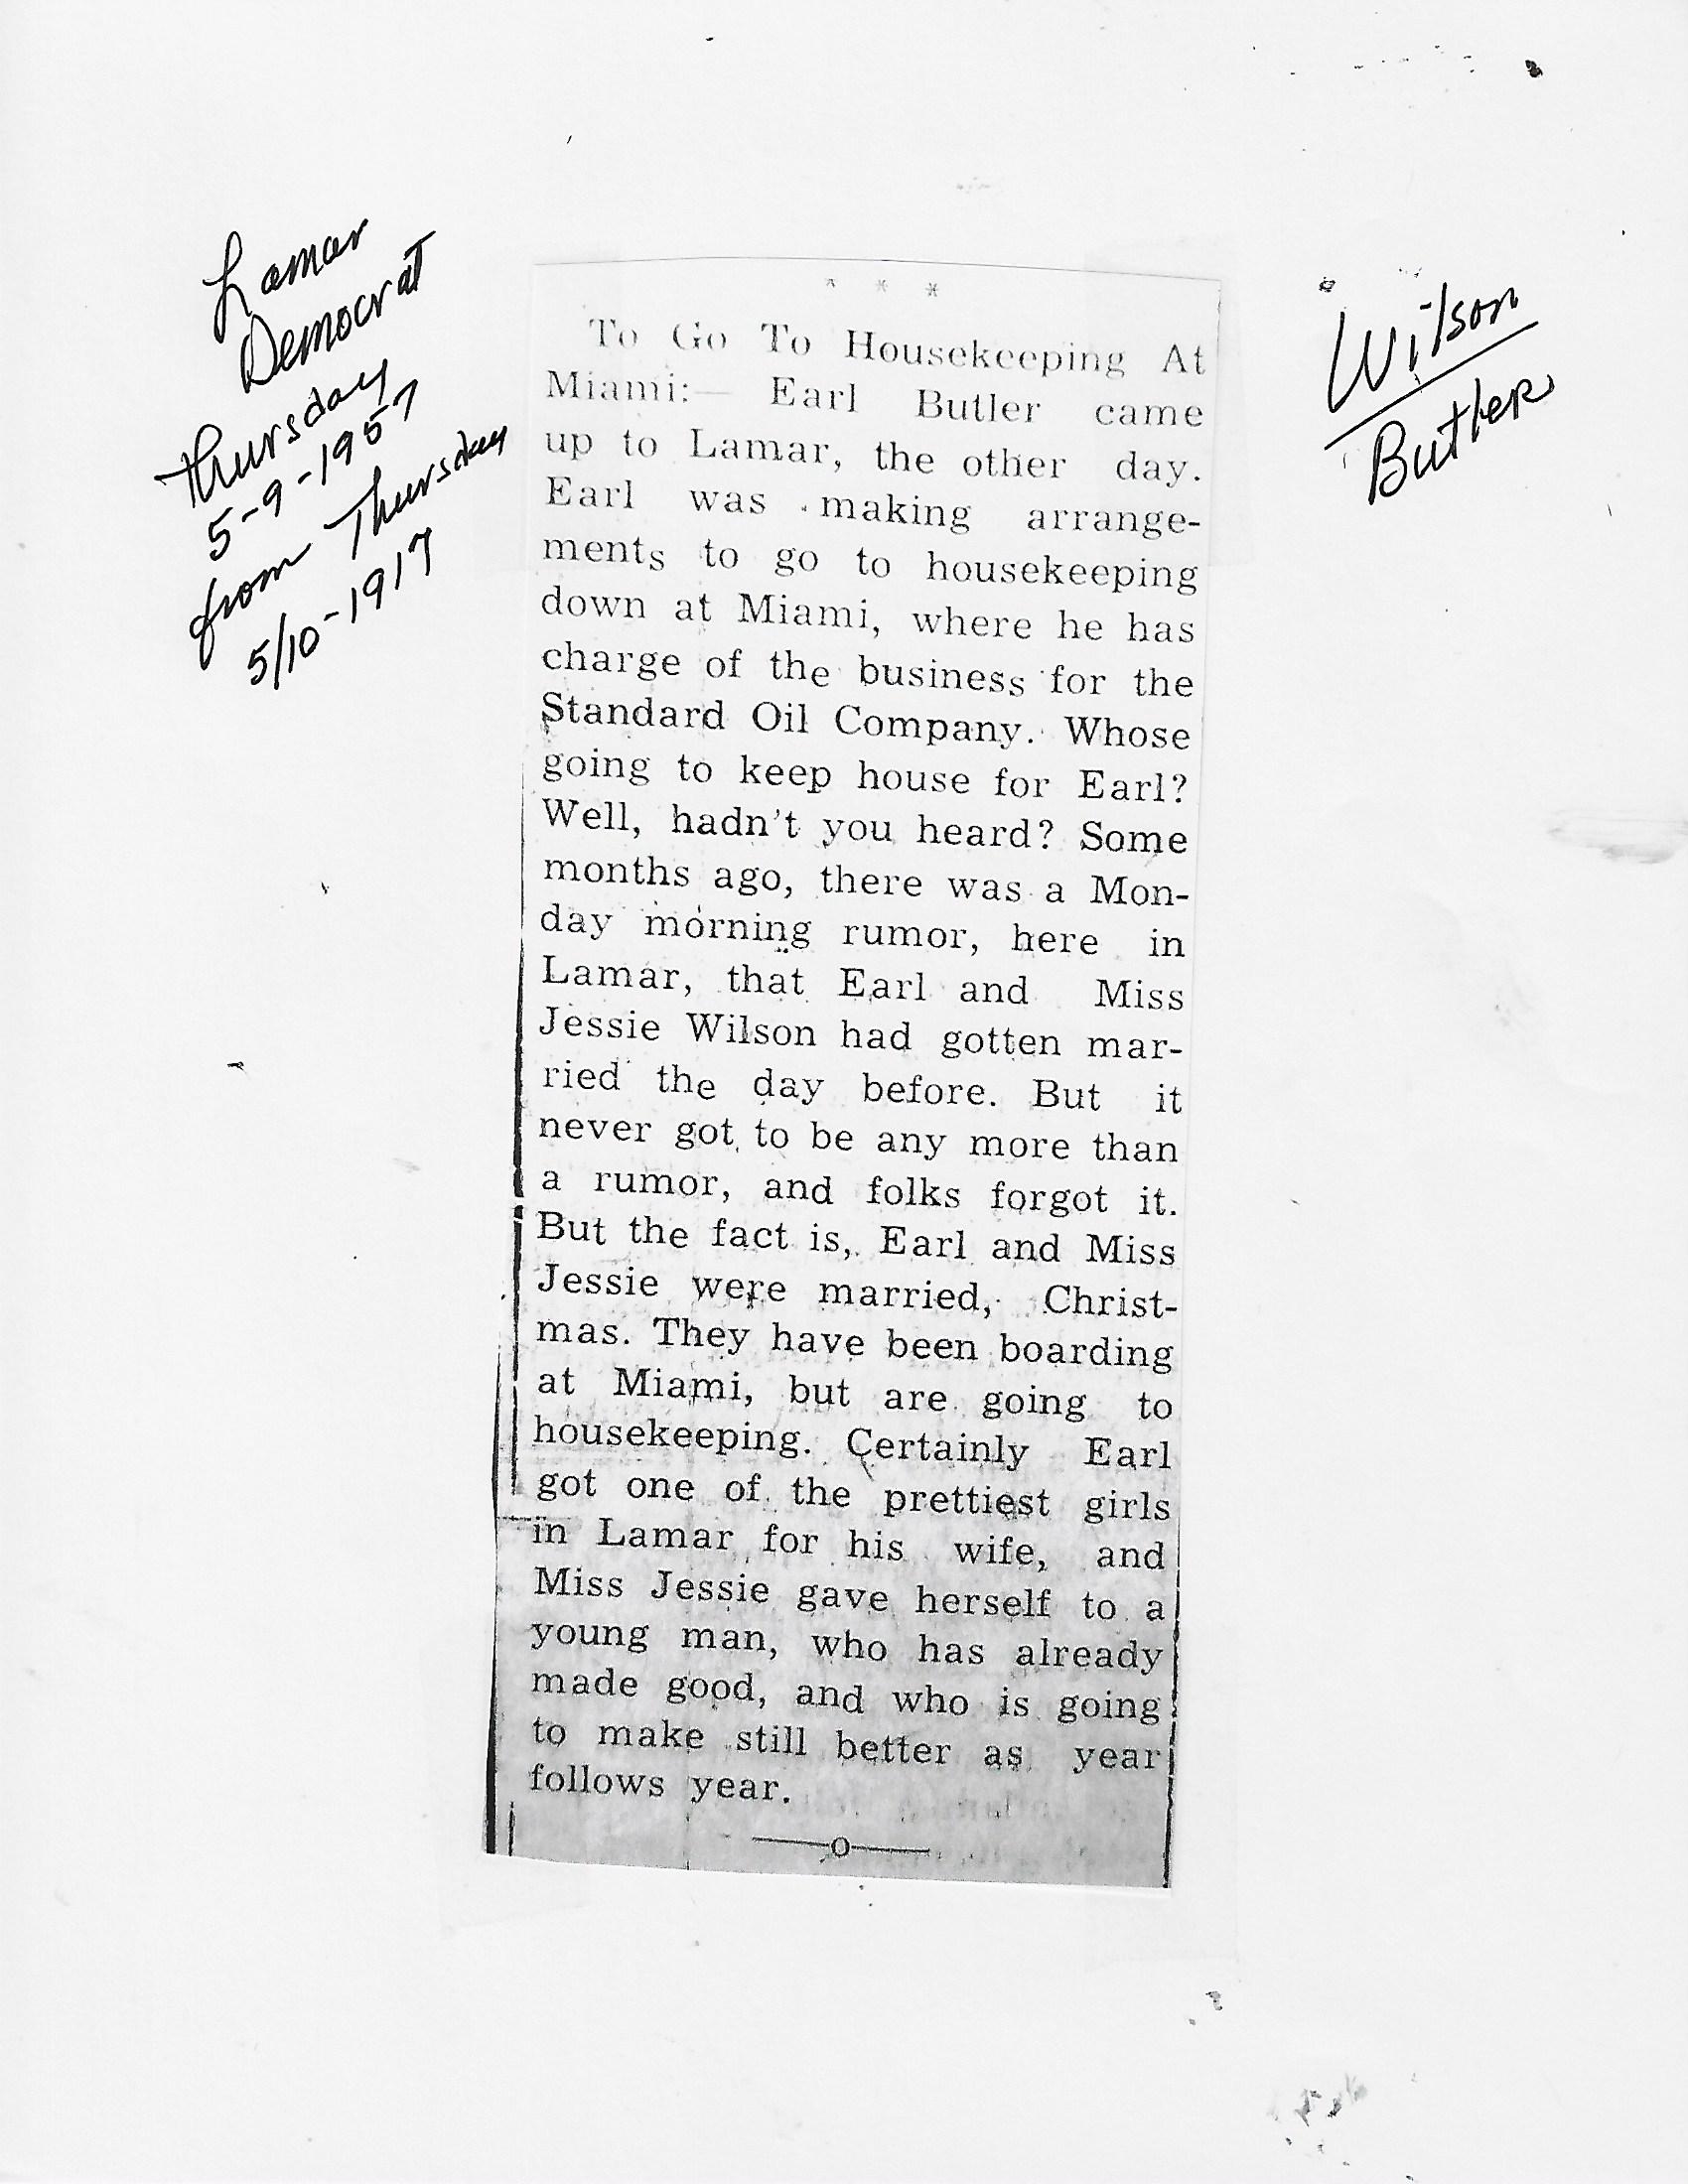 Lamar
Democrat
Thursday
5-9-1957
from Thursday
5/10-1917
Wilson
Butler
* * *
To Go To Housekeeping At
Miami:— Earl Butler came
up to Lamar, the other day.
Earl was making arrange-
ments to go to housekeeping
down at Miami, where he has
charge of the business for the
Standard Oil Company. Whose
going to keep house for Earl?
Well, hadn't you heard? Some
months ago, there was a Mon-
day morning rumor, here in
Lamar, that Earl and Miss
Jessie Wilson had gotten mar-
ried the day before. But it
never got to be any more than
a rumor, and folks forgot it.
But the fact is, Earl and Miss
Jessie were married, Christ-
mas. They have been boarding
at Miami, but are going to
housekeeping. Certainly Earl
got one of the prettiest girls
in Lamar for his wife, and
Miss Jessie gave herself to a
young man, who has already
made good, and who is going
to make still better as year
follows year.
——o——